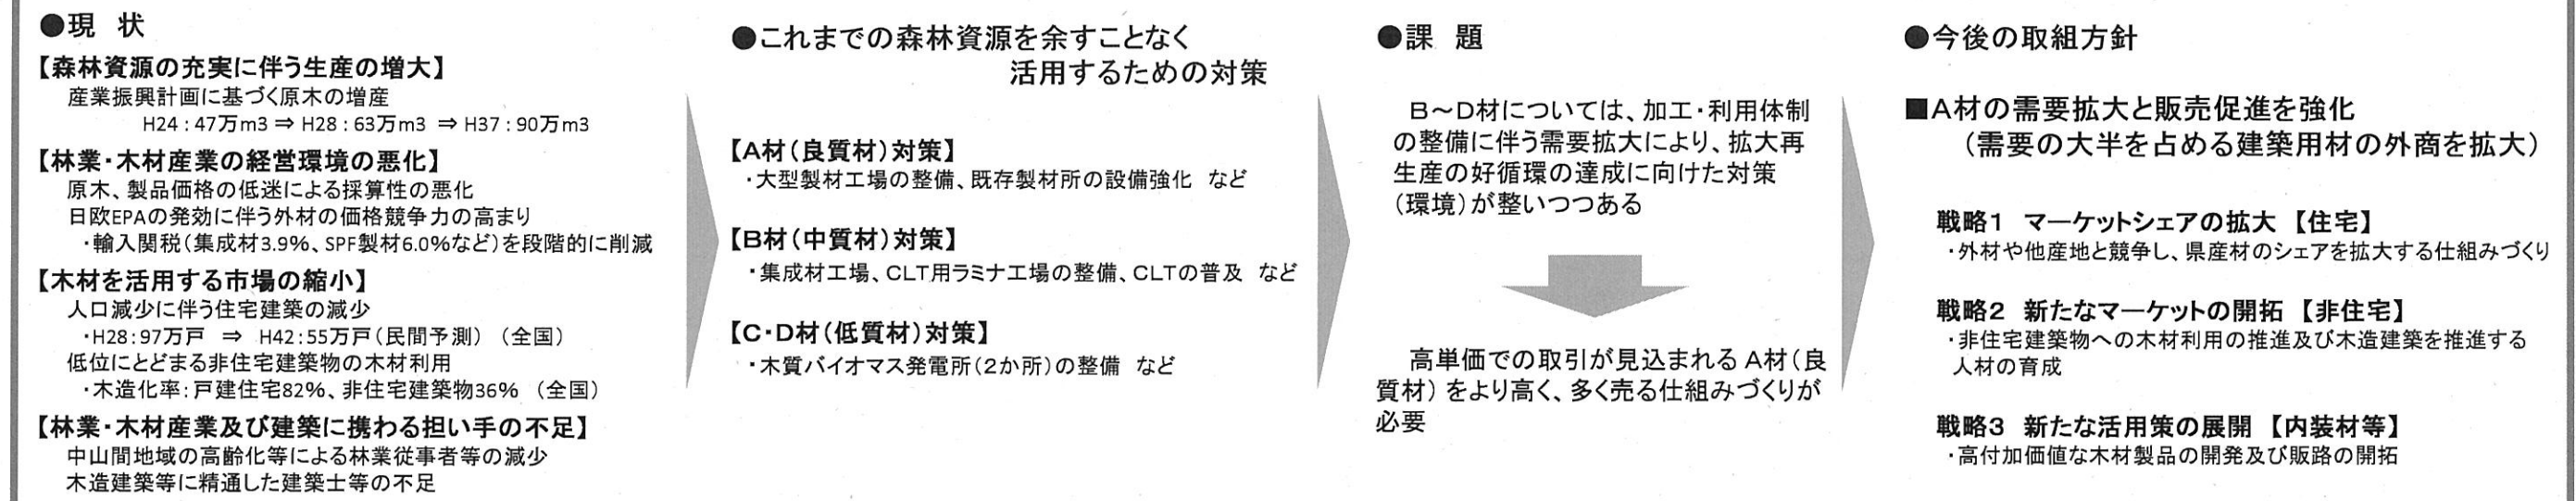 ●現　状
【森林資源の充実に伴う生産の増大】
産業振興計画に基づく原木の増産
H24：47万m3 ⇒ H28：63万m3 ⇒ H37：90万m3
【林業・木材産業の経営環境の悪化】
原木、製品価格の低迷による採算性の悪化
日欧EPAの発効に伴う外材の価格競争力の高まり
・輸入関税（集成材3.9%、SPF製材6.0%など）を段階的に削減
【木材を活用する市場の縮小】
人口減少に伴う住宅建築の減少
・H28：97万戸　⇒　H42：55万戸（民間予測）（全国）
低位にとどまる非住宅建築物の木材利用
・木造化率：戸建住宅82%、非住宅建築物36%　（全国）
【林業・木材産業及び建築に携わる担い手の不足】
中山間地域の高齢化等による林業従事者等の減少
木造建築等に精通した建築士等の不足
●これまでの森林資源を余すことなく
活用するための対策
【A材（良質材）対策】
・大型製材工場の整備、既存製材所の設備強化　など
【B材（中質材）対策】
・集成材工場、CLT用ラミナ工場の整備、CLTの普及　など
【C・D材（低質材）対策】
・木質バイオマス発電所（2か所）の整備　など
●課　題
B～D材については、加工・利用体制
の整備に伴う需要拡大により、拡大再
生産の好循環の達成に向けた対策
（環境）が整いつつある
高単価での取引が見込まれる A材（良
質材）をより高く、多く売る仕組みづくりが
必要
●今後の取組方針
■A材の需要拡大と販売促進を強化
（需要の大半を占める建築用材の外商を拡大）
戦略1　マーケットシェアの拡大　【住宅】
・外材や他産地と競争し、県産材のシェアを拡大する仕組みづくり
戦略2　新たなマーケットの開拓　【非住宅】
・非住宅建築物への木材利用の推進及び木造建築を推進する
人材の育成
戦略3　新たな活用策の展開　【内装材等】
・高付加価値な木材製品の開発及び販路の開拓